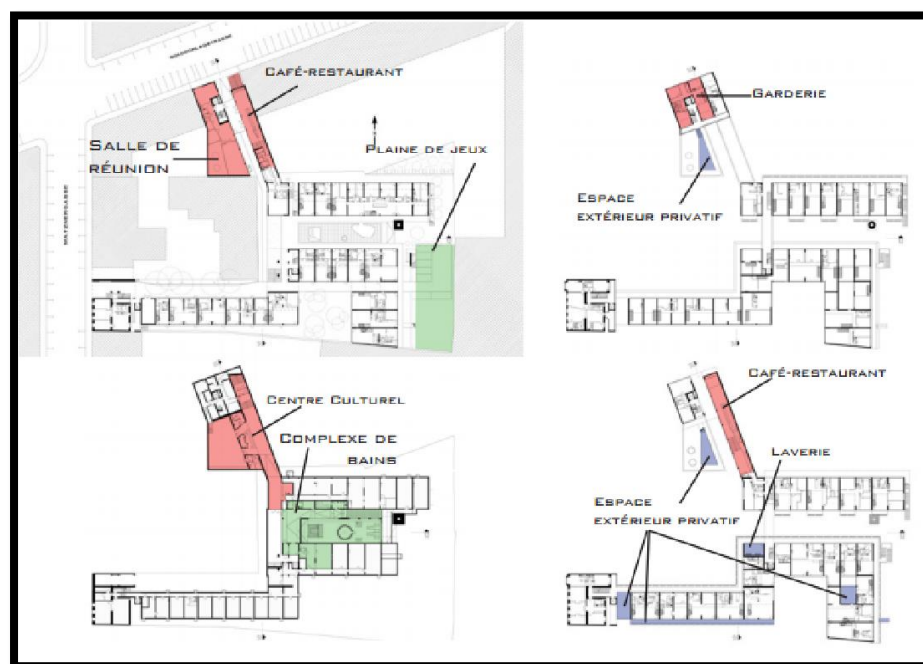 Café-restaurant
Salle de
réunion
Plaine de jeux
Garderie
Espace
extérieur privatif
Centre Culturel
Complexe de
bains
Café-restaurant
Laverie
Espace
extérieur privatif